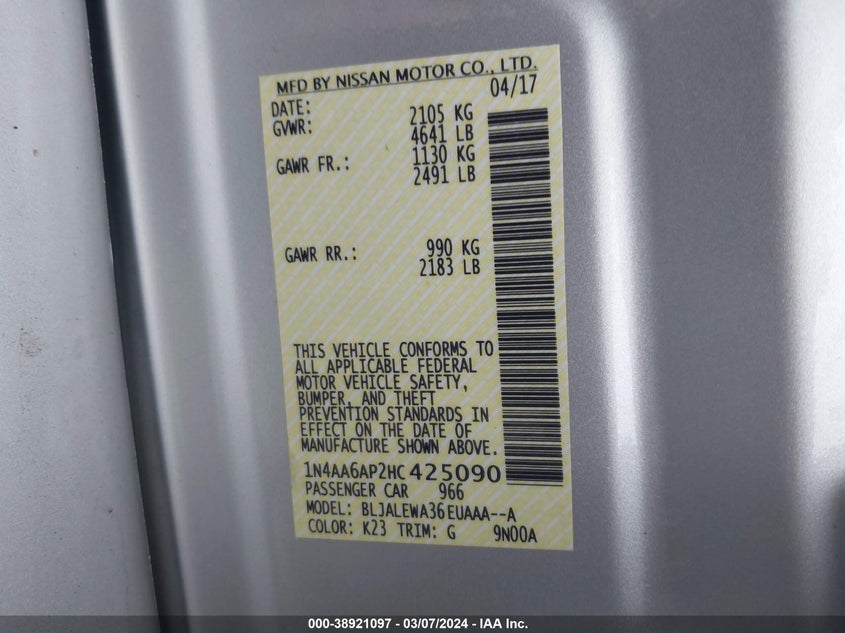 MFD BY NISSAN MOTOR CO., LTD.
DATE: 04/17
GVWR: 2105 KG
4641 LB
GAWR FR.: 1130 KG
2491 LB
GAWR RR.: 990 KG
2183 LB
THIS VEHICLE CONFORMS TO
ALL APPLICABLE FEDERAL
MOTOR VEHICLE SAFETY,
BUMPER, AND THEFT
PREVENTION STANDARDS IN
EFFECT ON THE DATE OF
MANUFACTURE SHOWN ABOVE.
1N4AA6AP2HC425090
PASSENGER CAR 966
MODEL: BLJALEWA36EUAAA--A
COLOR: K23 TRIM: G 9N00A
000-38921097 - 03/07/2024 - IAA Inc.